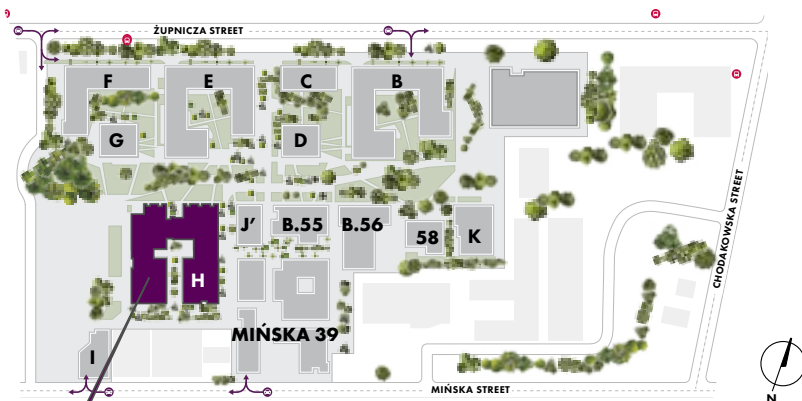 ŻUPNICZA STREET
F
E
C
B
G
D
CHODAKOWSKA STREET
J'
B.55
B.56
58
K
H
MIŃSKA 39
I
MIŃSKA STREET
N